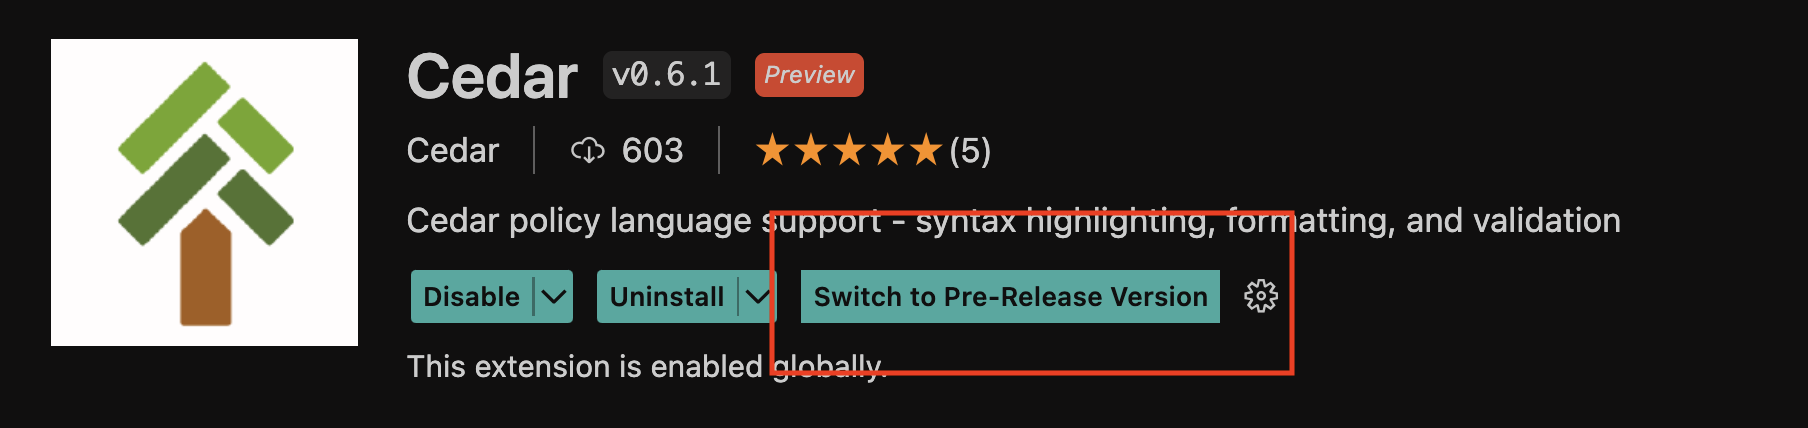 Cedar v0.6.1 Preview
Cedar 603 ★★★★★(5)
Cedar policy language support - syntax highlighting, formatting, and validation
Disable Uninstall Switch to Pre-Release Version
This extension is enabled globally.